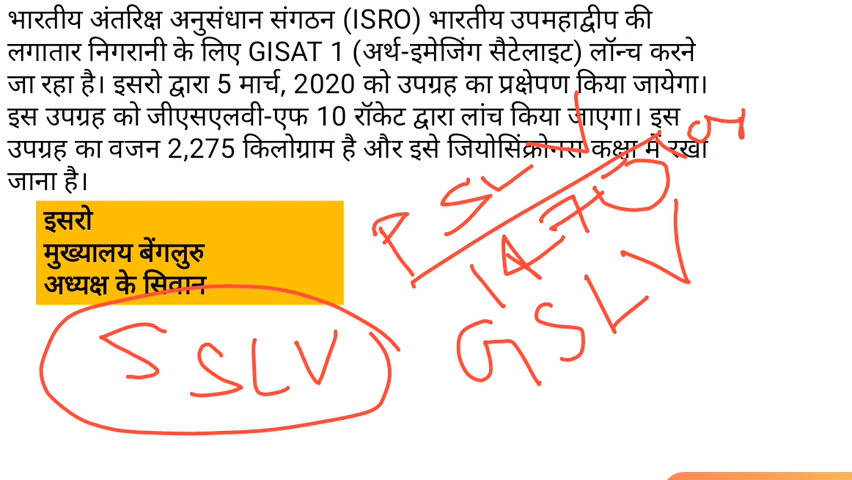 भारतीय अंतरिक्ष अनुसंधान संगठन (ISRO) भारतीय उपमहाद्वीप की
लगातार निगरानी के लिए GISAT 1 (अर्थ-इमेजिंग सैटेलाइट) लॉन्च करने
जा रहा है। इसरो द्वारा 5 मार्च, 2020 को उपग्रह का प्रक्षेपण किया जायेगा।
इस उपग्रह को जीएसएलवी-एफ 10 रॉकेट द्वारा लांच किया जाएगा। इस
उपग्रह का वजन 2,275 किलोग्राम है और इसे जियोसिंक्रोनस कक्षा में रखा
जाना है।
इसरो
मुख्यालय बेंगलुरु
अध्यक्ष के सिवान
PSLV
GSLV
SSLV